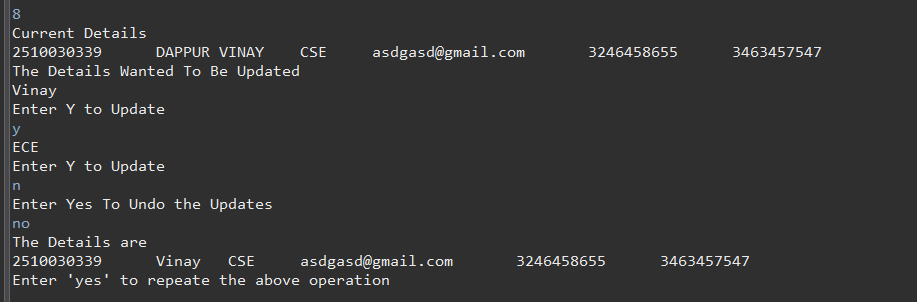 8
Current Details
2510030339 DAPPUR VINAY CSE asdgasd@gmail.com 3246458655 3463457547
The Details Wanted To Be Updated
Vinay
Enter Y to Update
y
ECE
Enter Y to Update
n
Enter Yes To Undo the Updates
no
The Details are
2510030339 Vinay CSE asdgasd@gmail.com 3246458655 3463457547
Enter 'yes' to repeate the above operation